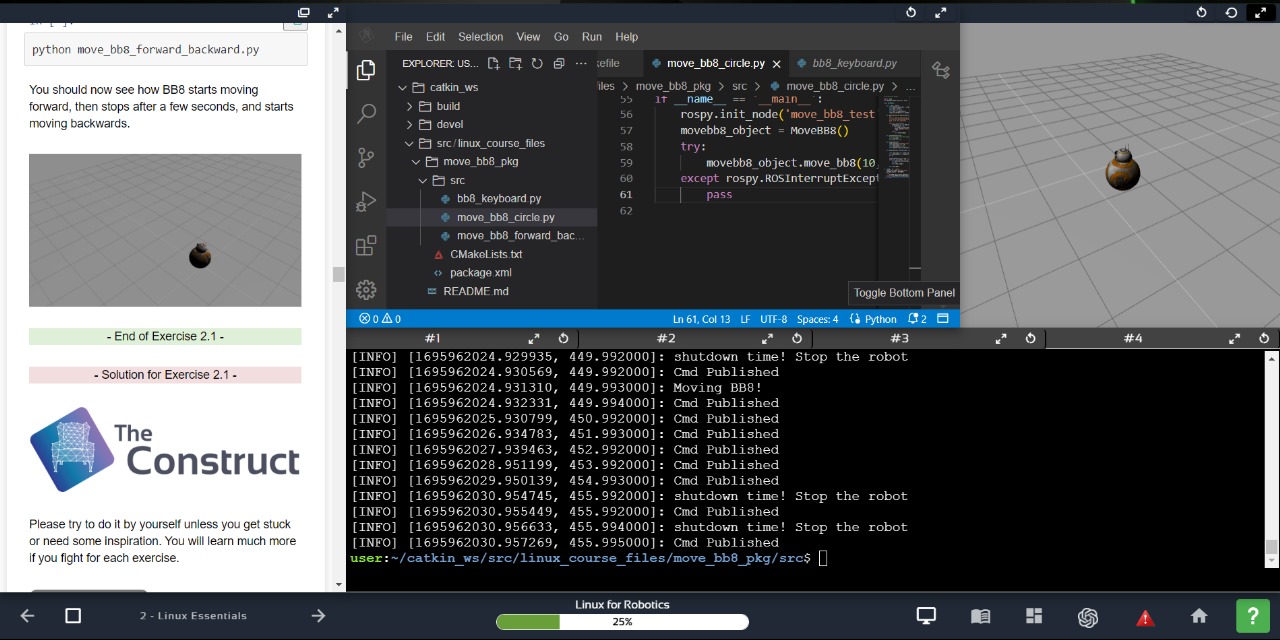 python move_bb8_forward_backward.py
You should now see how BB8 starts moving
forward, then stops after a few seconds, and starts
moving backwards.
- End of Exercise 2.1 -
- Solution for Exercise 2.1 -
The
Construct
Please try to do it by yourself unless you get stuck
or need some inspiration. You will learn much more
if you fight for each exercise.
File Edit Selection View Go Run Help
EXPLORER: US...
catkin_ws
build
devel
src/linux_course_files
move_bb8_pkg
src
bb8_keyboard.py
move_bb8_circle.py
move_bb8_forward_bac...
CMakeLists.txt
package.xml
README.md
move_bb8_circle.py bb8_keyboard.py
move_bb8_pkg > src > move_bb8_circle.py > ...
55 if __name__ == '__main__':
56 rospy.init_node('move_bb8_test
57 movebb8_object = MoveBB8()
58 try:
59 movebb8_object.move_bb8(10
60 except rospy.ROSInterruptExcept
61 pass
62
Toggle Bottom Panel
0 0 Ln 61, Col 13 LF UTF-8 Spaces: 4 Python 2
#1 #2 #3 #4
[INFO] [1695962024.929935, 449.992000]: shutdown time! Stop the robot
[INFO] [1695962024.930569, 449.992000]: Cmd Published
[INFO] [1695962024.931310, 449.993000]: Moving BB8!
[INFO] [1695962024.932331, 449.994000]: Cmd Published
[INFO] [1695962025.930799, 450.992000]: Cmd Published
[INFO] [1695962026.934783, 451.993000]: Cmd Published
[INFO] [1695962027.939463, 452.992000]: Cmd Published
[INFO] [1695962028.951199, 453.992000]: Cmd Published
[INFO] [1695962029.950139, 454.993000]: Cmd Published
[INFO] [1695962030.954745, 455.992000]: shutdown time! Stop the robot
[INFO] [1695962030.955449, 455.992000]: Cmd Published
[INFO] [1695962030.956633, 455.994000]: shutdown time! Stop the robot
[INFO] [1695962030.957269, 455.995000]: Cmd Published
user:~/catkin_ws/src/linux_course_files/move_bb8_pkg/src$
2 - Linux Essentials
Linux for Robotics
25%
?